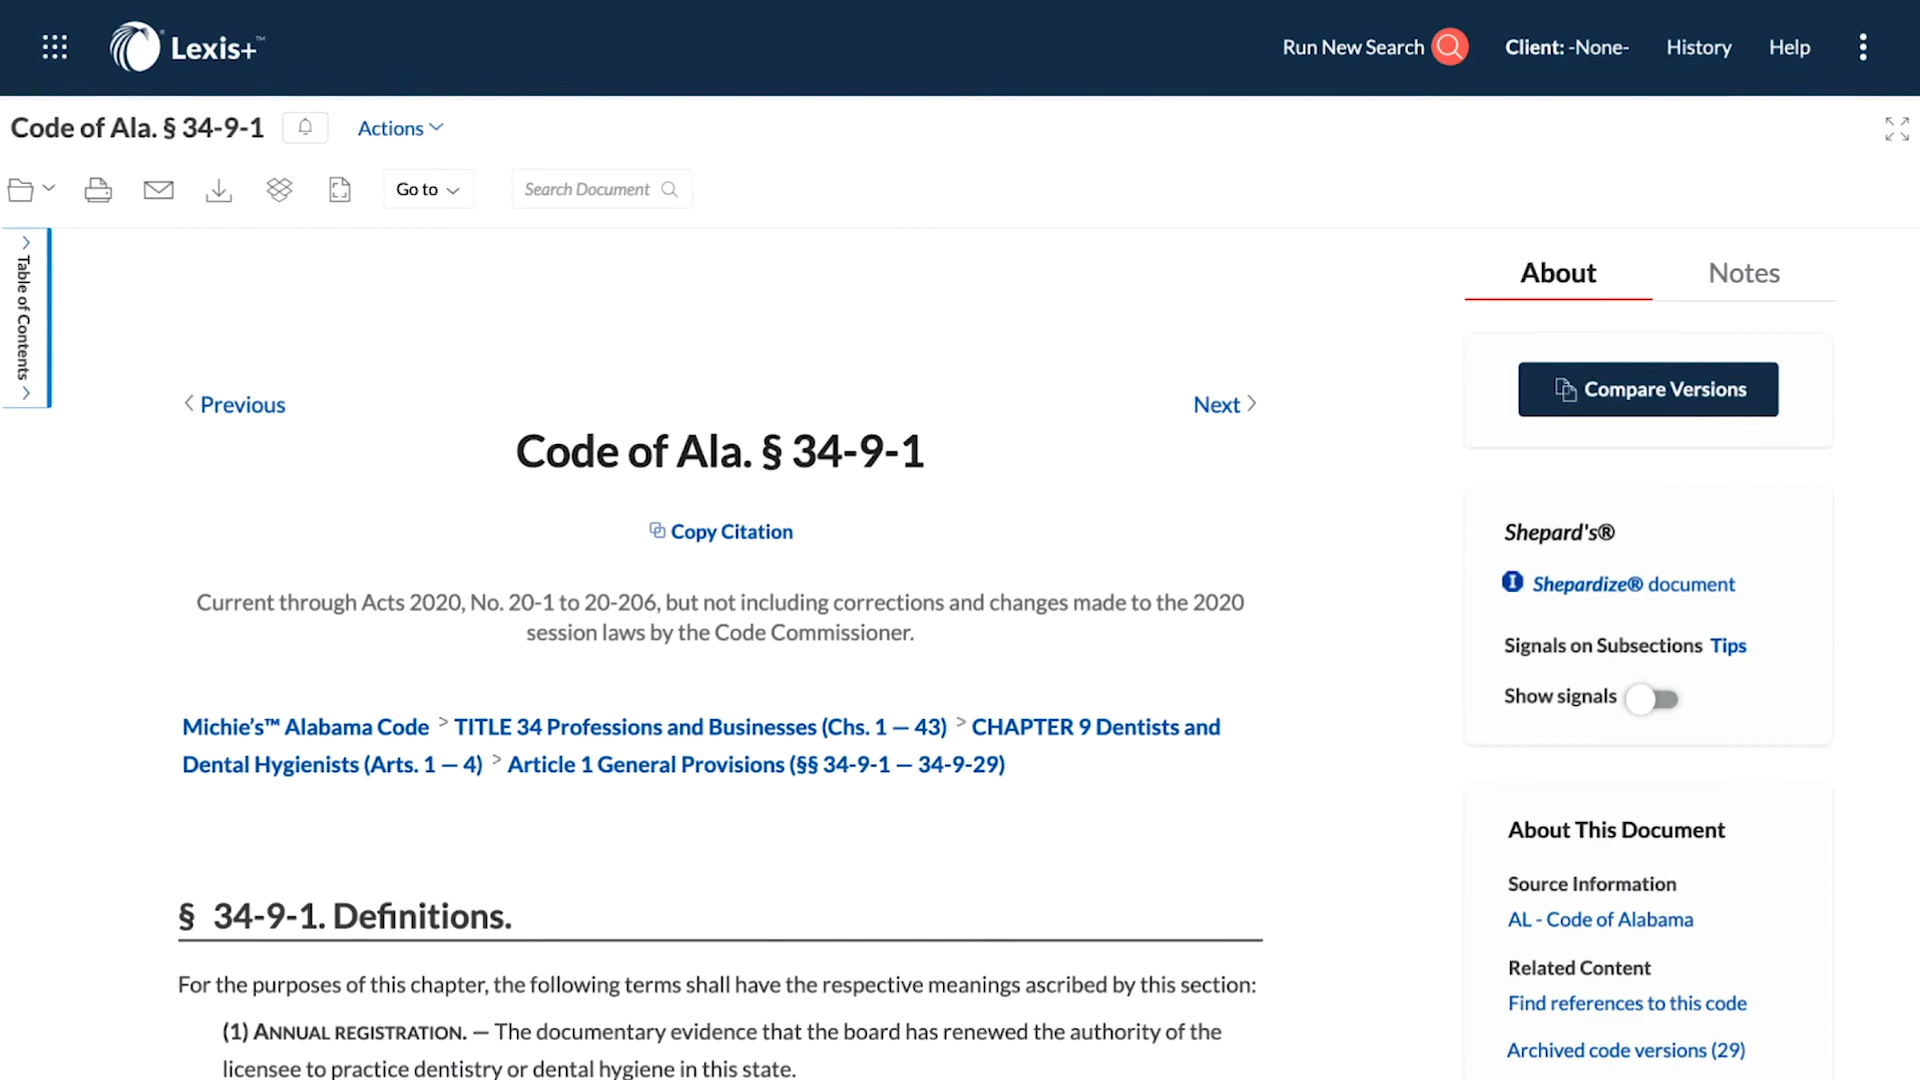 Lexis+™
Run New Search
Client: -None-
History
Help
Code of Ala. § 34-9-1
Actions
Go to
Search Document
Table of Contents
About
Notes
Compare Versions
Previous
Next
Code of Ala. § 34-9-1
Copy Citation
Current through Acts 2020, No. 20-1 to 20-206, but not including corrections and changes made to the 2020
session laws by the Code Commissioner.
Michie’s™ Alabama Code > TITLE 34 Professions and Businesses (Chs. 1 — 43) > CHAPTER 9 Dentists and
Dental Hygienists (Arts. 1 — 4) > Article 1 General Provisions (§§ 34-9-1 — 34-9-29)
§ 34-9-1. Definitions.
For the purposes of this chapter, the following terms shall have the respective meanings ascribed by this section:
(1) ANNUAL REGISTRATION. — The documentary evidence that the board has renewed the authority of the
licensee to practice dentistry or dental hygiene in this state.
Shepard's®
Shepardize® document
Signals on Subsections Tips
Show signals
About This Document
Source Information
AL - Code of Alabama
Related Content
Find references to this code
Archived code versions (29)